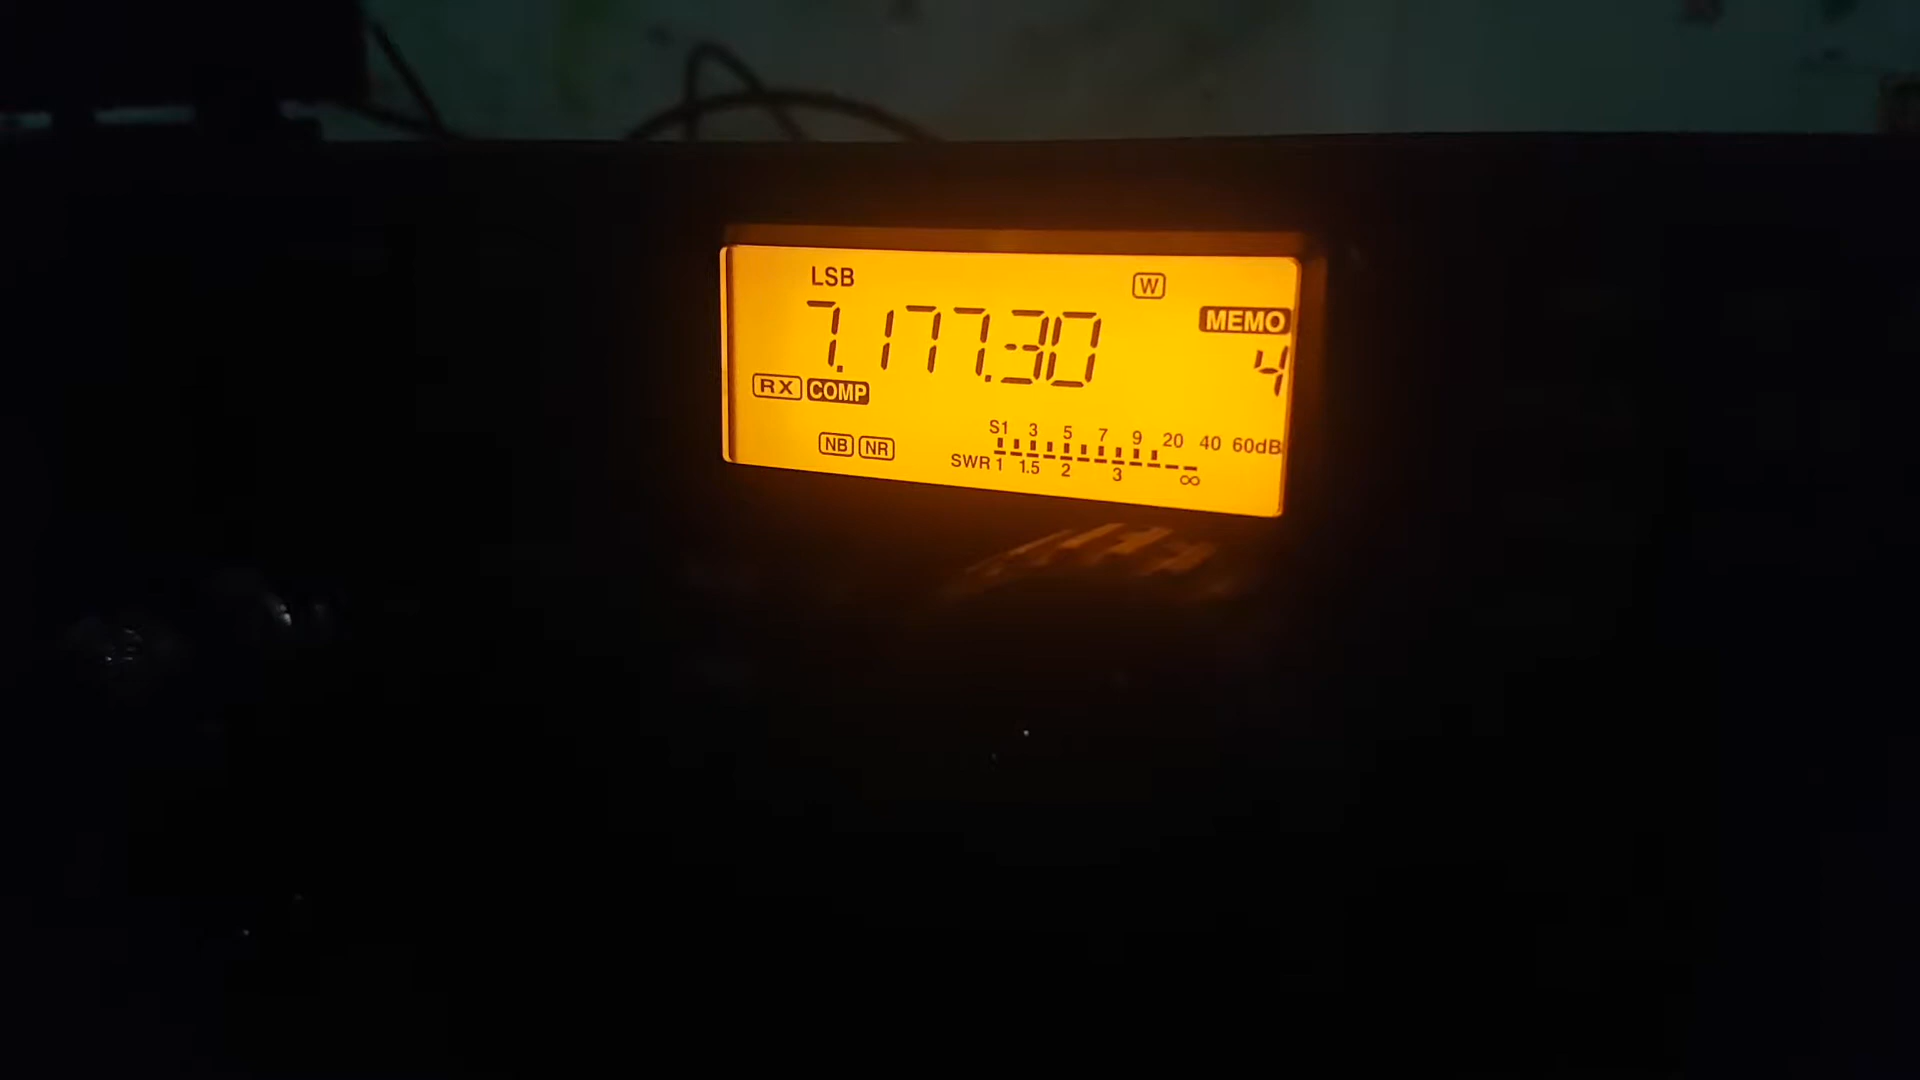 LSB W
7.177.30 MEMO
4
RX COMP
NB NR
S1 3 5 7 9 20 40 60dB
SWR 1 1.5 2 3 ∞